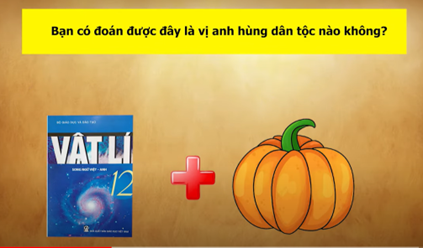 Bạn có đoán được đây là vị anh hùng dân tộc nào không?
VẬT LÍ
12